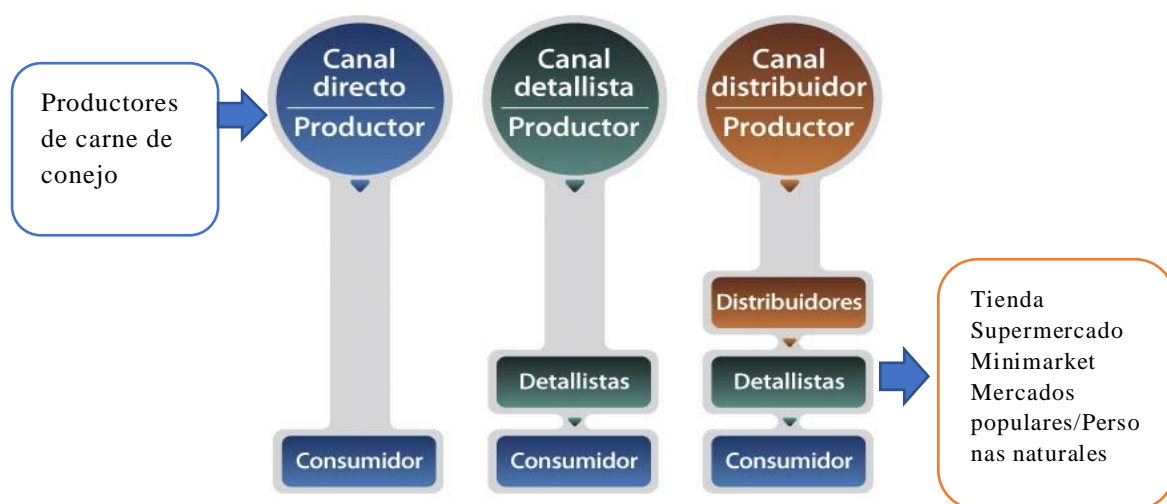 Productores
de carne de
conejo
Canal
directo
Productor
Consumidor
Canal
detallista
Productor
Detallistas
Consumidor
Canal
distribuidor
Productor
Distribuidores
Detallistas
Consumidor
Tienda
Supermercado
Minimarket
Mercados
populares/Perso
nas naturales